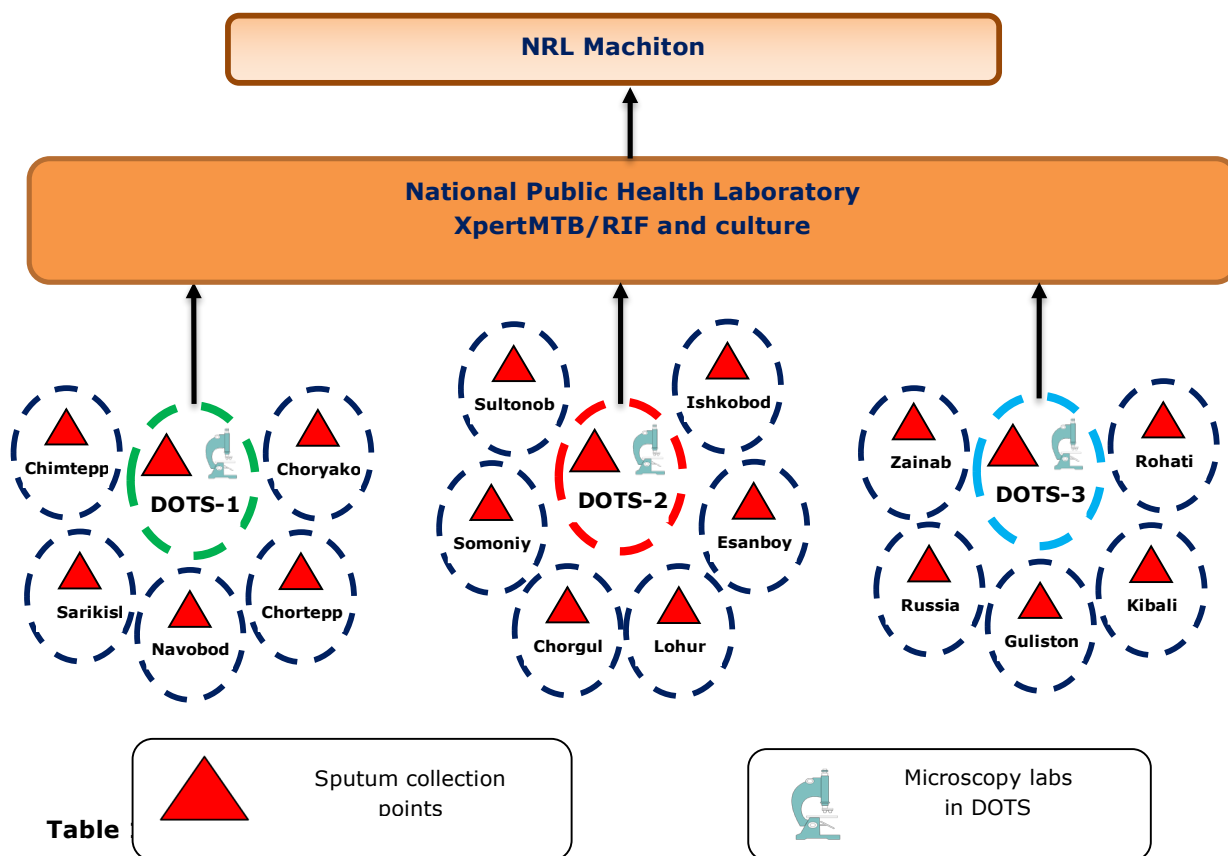 NRL Machiton
National Public Health Laboratory
XpertMTB/RIF and culture
Sultonob
Ishkobod
Chimtepp
DOTS-1
Choryako
Somoniy
DOTS-2
Esanboy
Zainab
DOTS-3
Rohati
Sarikisl
Navobod
Chortepp
Chorgul
Lohur
Russia
Guliston
Kibali
Sputum collection
points
Microscopy labs
in DOTS
Table